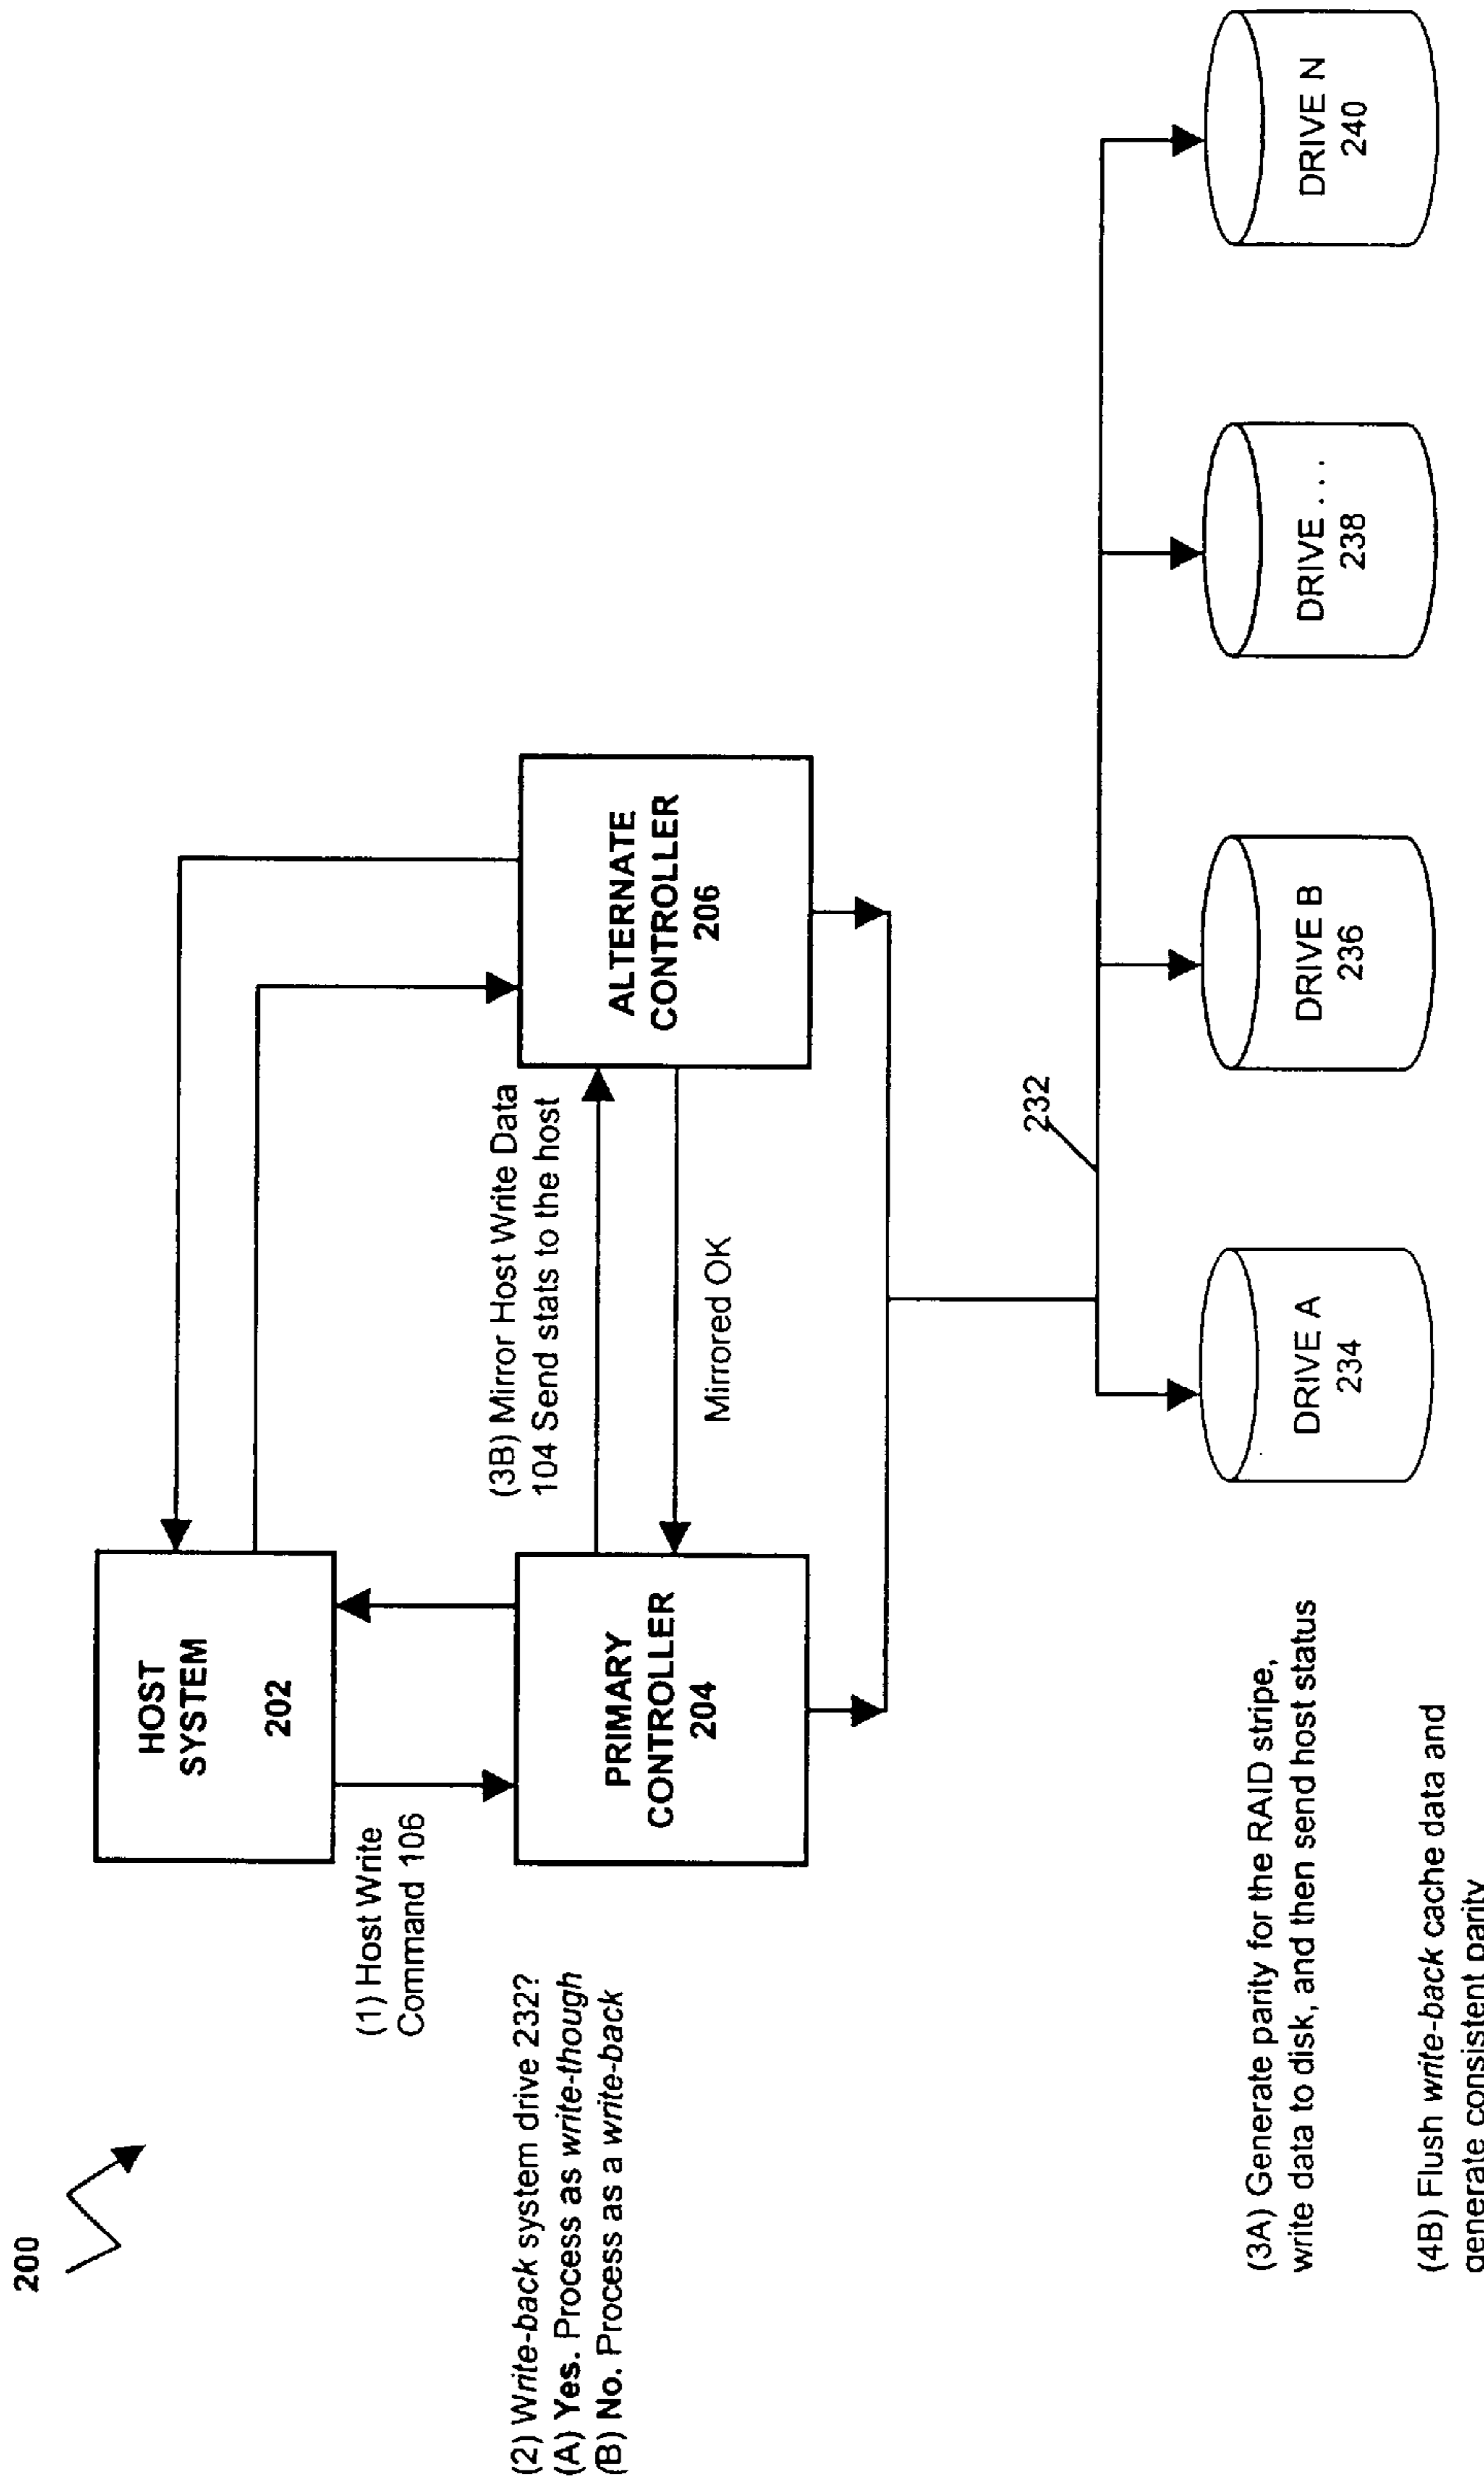 200
HOST
SYSTEM
202
(1) Host Write
Command 106
(2) Write-back system drive 232?
(A) Yes. Process as write-though
(B) No. Process as a write-back
PRIMARY
CONTROLLER
204
(3B) Mirror Host Write Data
104 Send stats to the host
Mirrored OK
ALTERNATE
CONTROLLER
206
232
DRIVE A
234
DRIVE B
236
DRIVE . . .
238
DRIVE N
240
(3A) Generate parity for the RAID stripe,
write data to disk, and then send host status
(4B) Flush write-back cache data and
generate consistent parity